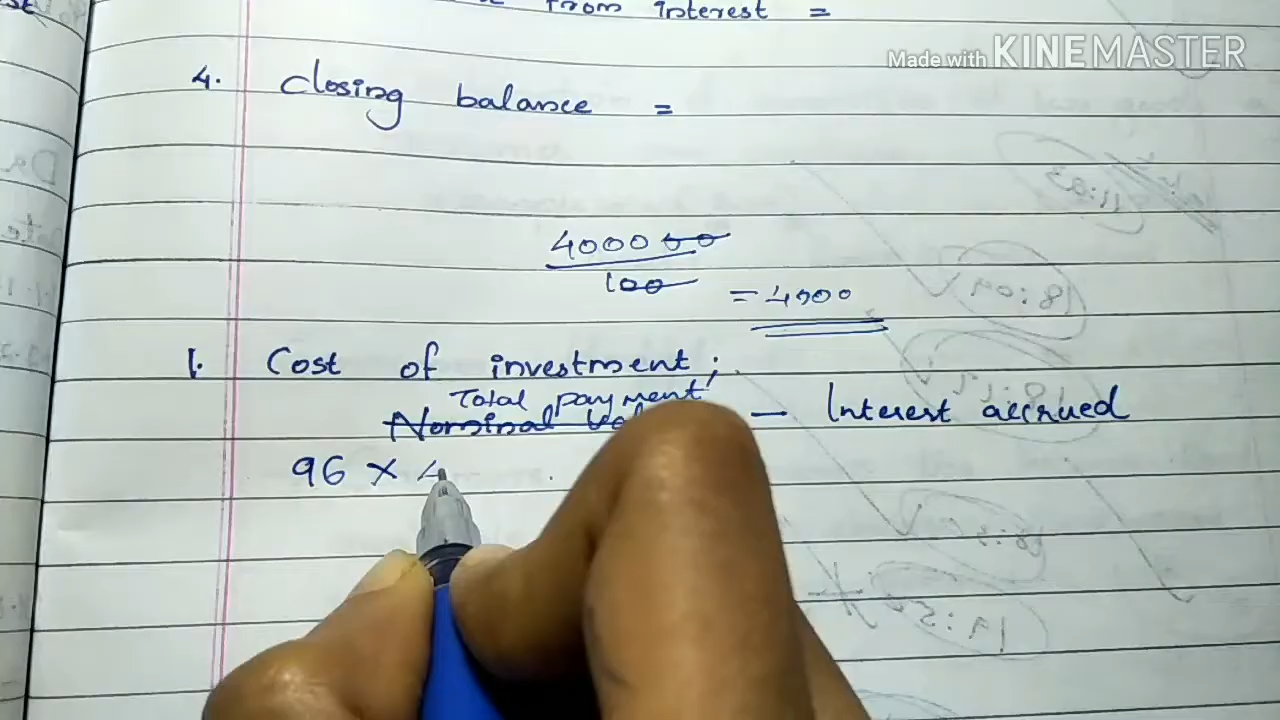 from interest =
Made with KINEMASTER
4. Closing balance =
400000
100
= 4000
1. Cost of investment;
Total payment
Nominal - Interest accrued
96 × 4